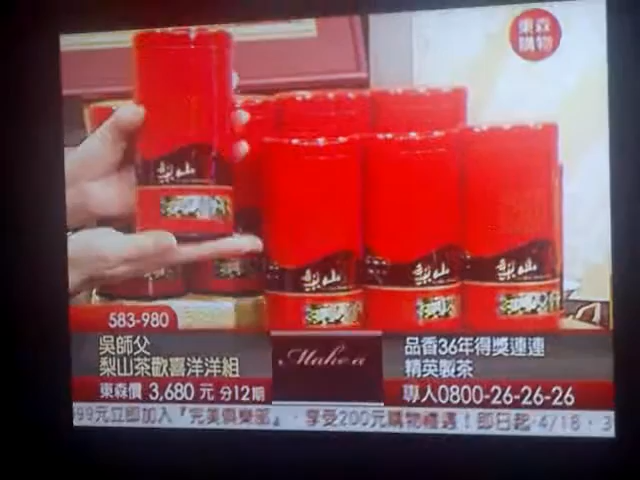 東森
購物
梨山
梨山
梨山
梨山
583-980
吳師父
梨山茶歡喜洋洋組
東森價 3,680 元 分12期
品香36年得獎連連
精英製茶
專人0800-26-26-26
99元立即加入『完美俱樂部』‧享受200元購物禮遇！即日起-4/18‧3